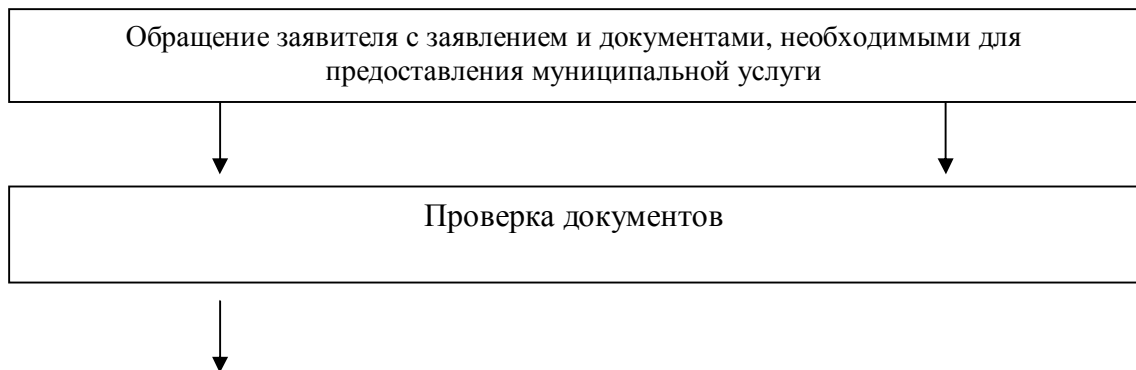 Обращение заявителя с заявлением и документами, необходимыми для
предоставления муниципальной услуги
Проверка документов